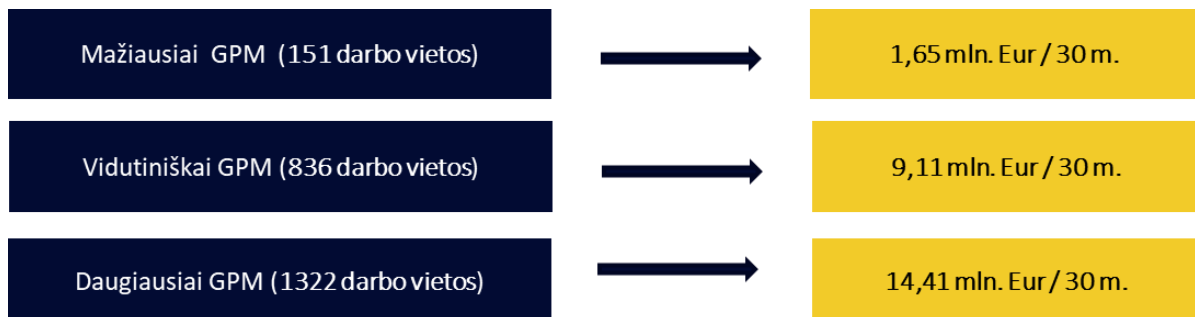 Mažiausiai GPM (151 darbo vietos)
1,65 mln. Eur / 30 m.
Vidutiniškai GPM (836 darbo vietos)
9,11 mln. Eur / 30 m.
Daugiausiai GPM (1322 darbo vietos)
14,41 mln. Eur / 30 m.